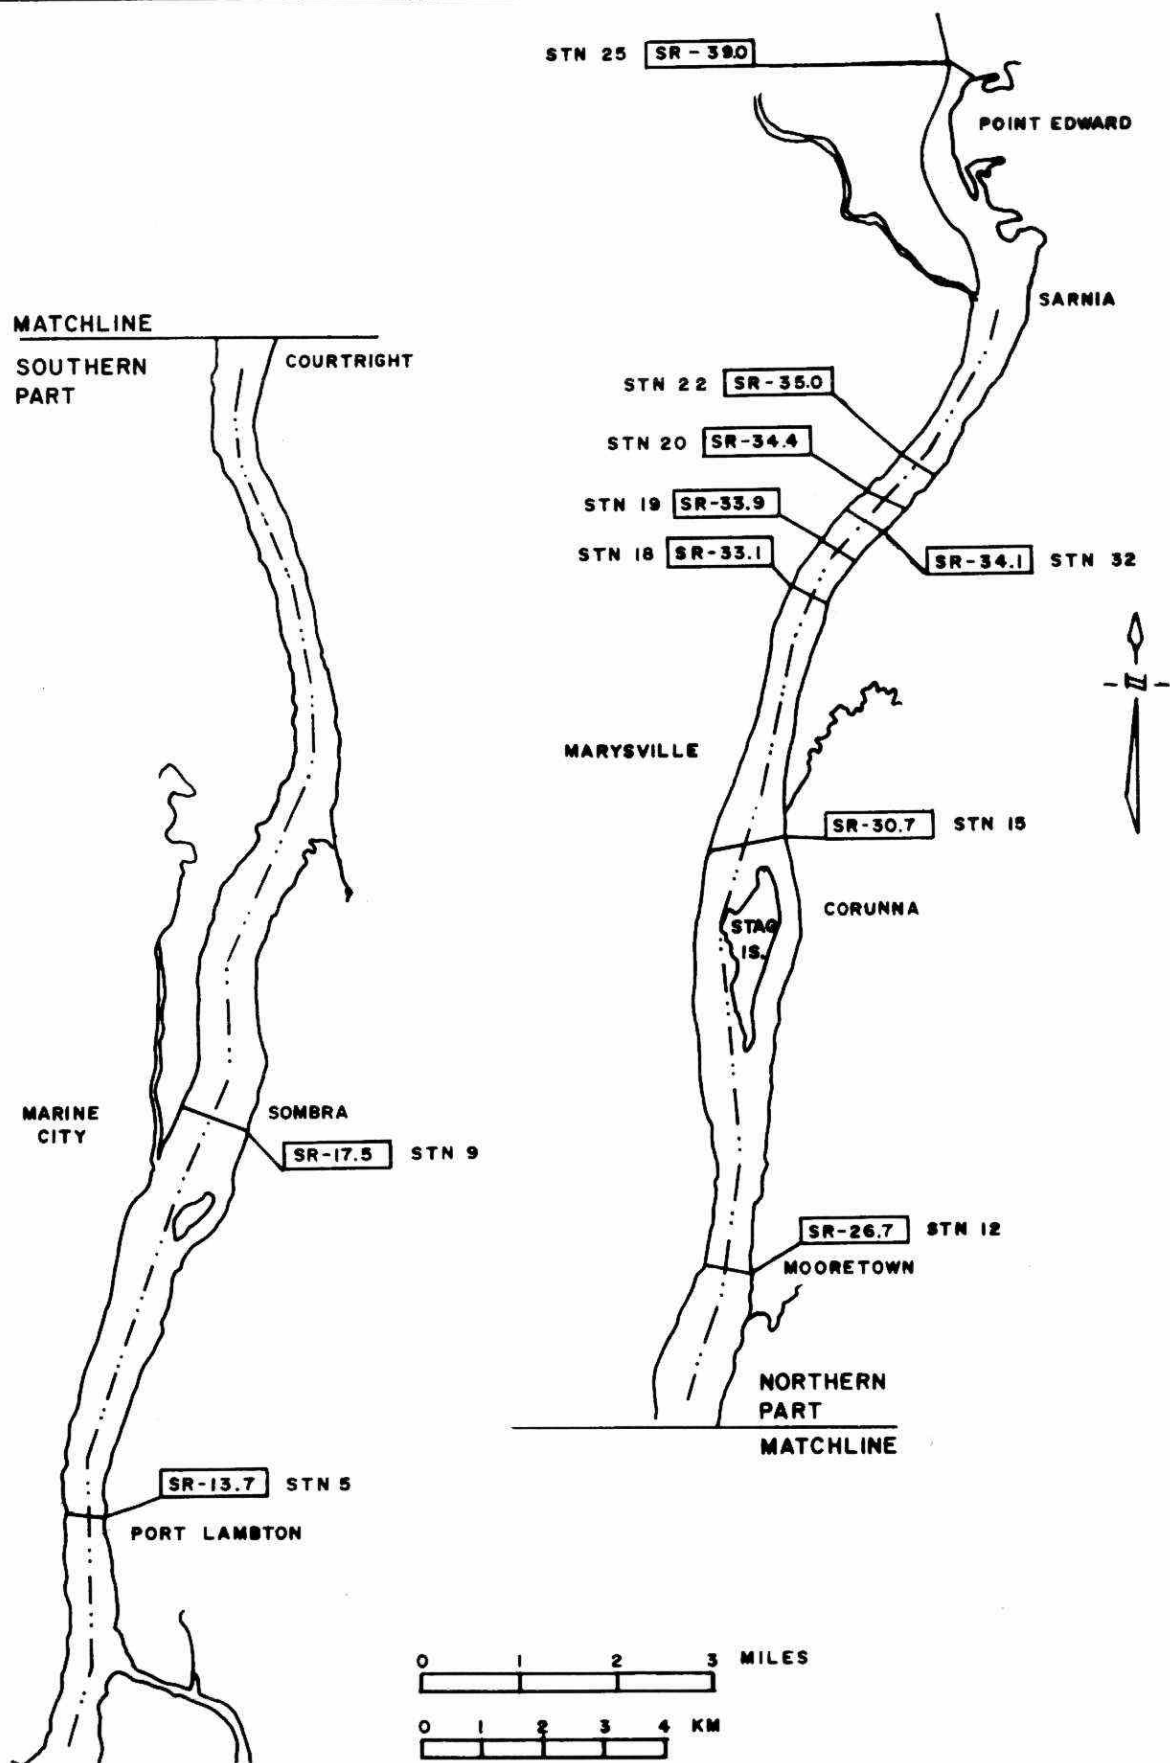 STN 25 SR-39.0
POINT EDWARD
SARNIA
MATCHLINE
SOUTHERN
PART
COURTRIGHT
STN 22 SR-35.0
STN 20 SR-34.4
STN 19 SR-33.9
STN 18 SR-33.1
SR-34.1 STN 32
MARYSVILLE
SR-30.7 STN 15
CORUNNA
STAG
IS.
MARINE
CITY
SOMBRA
SR-17.5 STN 9
SR-26.7 STN 12
MOORETOWN
NORTHERN
PART
MATCHLINE
SR-13.7 STN 5
PORT LAMBTON
0 1 2 3 MILES
0 1 2 3 4 KM